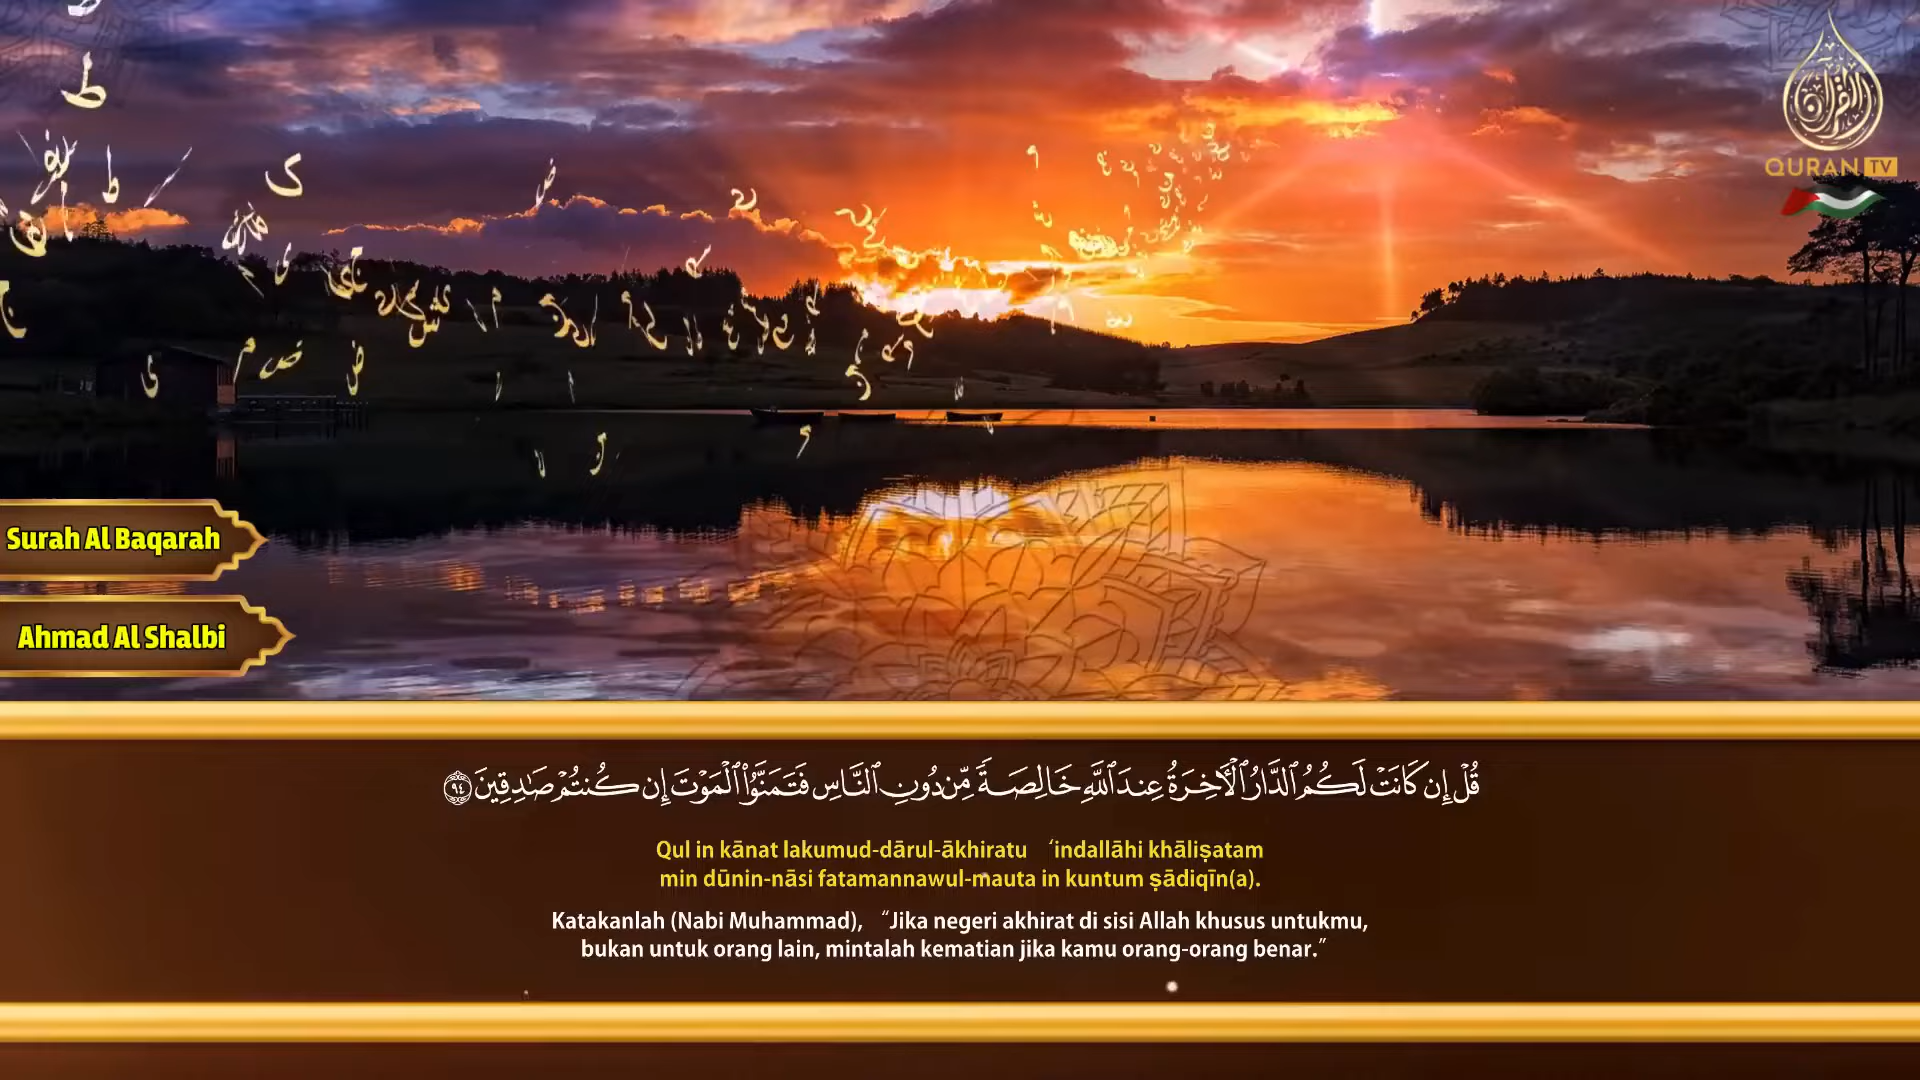 QURAN TV
Surah Al Baqarah
Ahmad Al Shalbi
قُلْ إِن كَانَتْ لَكُمُ ٱلدَّارُ ٱلْـَٔاخِرَةُ عِندَ ٱللَّهِ خَالِصَةً مِّن دُونِ ٱلنَّاسِ فَتَمَنَّوُا۟ ٱلْمَوْتَ إِن كُنتُمْ صَـٰدِقِينَ ٩٤
Qul in kānat lakumud-dārul-ākhiratu ‘indallāhi khāliṣatam
min dūnin-nāsi fatamannawul-mauta in kuntum ṣādiqīn(a).
Katakanlah (Nabi Muhammad), “Jika negeri akhirat di sisi Allah khusus untukmu,
bukan untuk orang lain, mintalah kematian jika kamu orang-orang benar.”